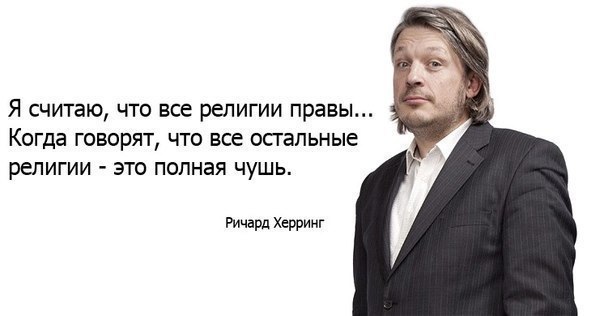 Я считаю, что все религии правы...
Когда говорят, что все остальные
религии - это полная чушь.
Ричард Херринг